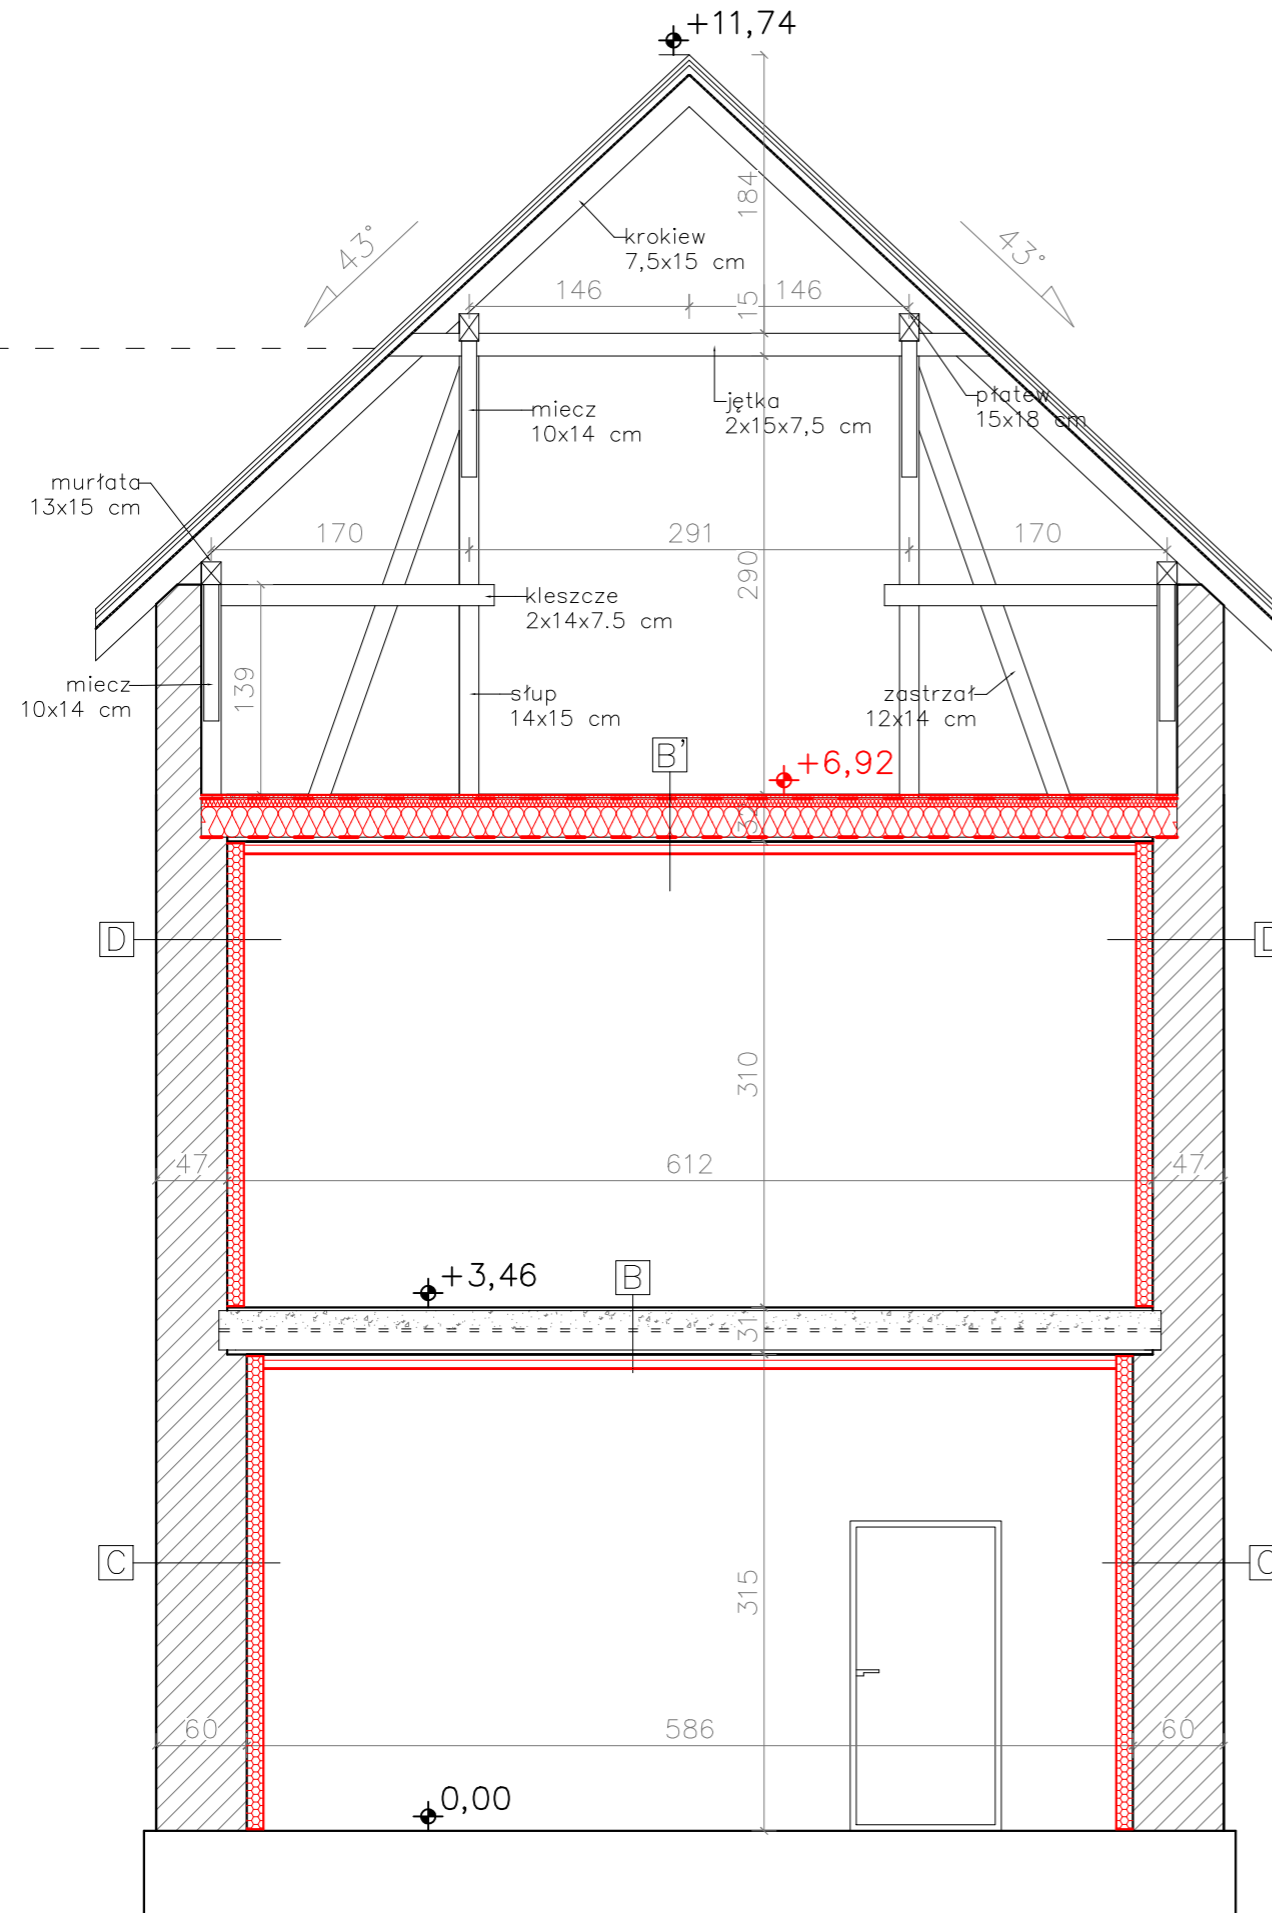 +11,74
43°
43°
184
krokiew
7,5x15 cm
146
146
15
miecz
10x14 cm
jętka
2x15x7,5 cm
płatew
15x18 cm
murłata
13x15 cm
170
291
170
290
kleszcze
2x14x7.5 cm
139
miecz
10x14 cm
słup
14x15 cm
zastrzał
12x14 cm
B'
+6,92
D
310
47
612
47
+3,46
B
31
C
315
60
586
60
0,00